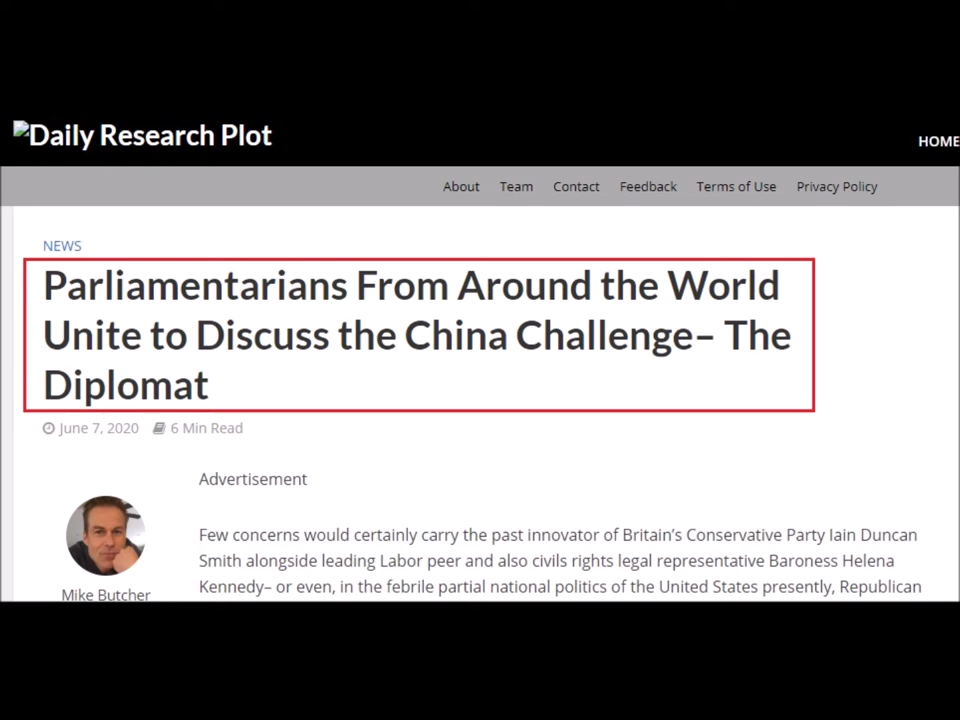 Daily Research Plot
HOME
About Team Contact Feedback Terms of Use Privacy Policy
NEWS
Parliamentarians From Around the World
Unite to Discuss the China Challenge– The
Diplomat
June 7, 2020 6 Min Read
Advertisement
Few concerns would certainly carry the past innovator of Britain's Conservative Party Iain Duncan
Smith alongside leading Labor peer and also civils rights legal representative Baroness Helena
Kennedy– or even, in the febrile partial national politics of the United States presently, Republican
Mike Butcher